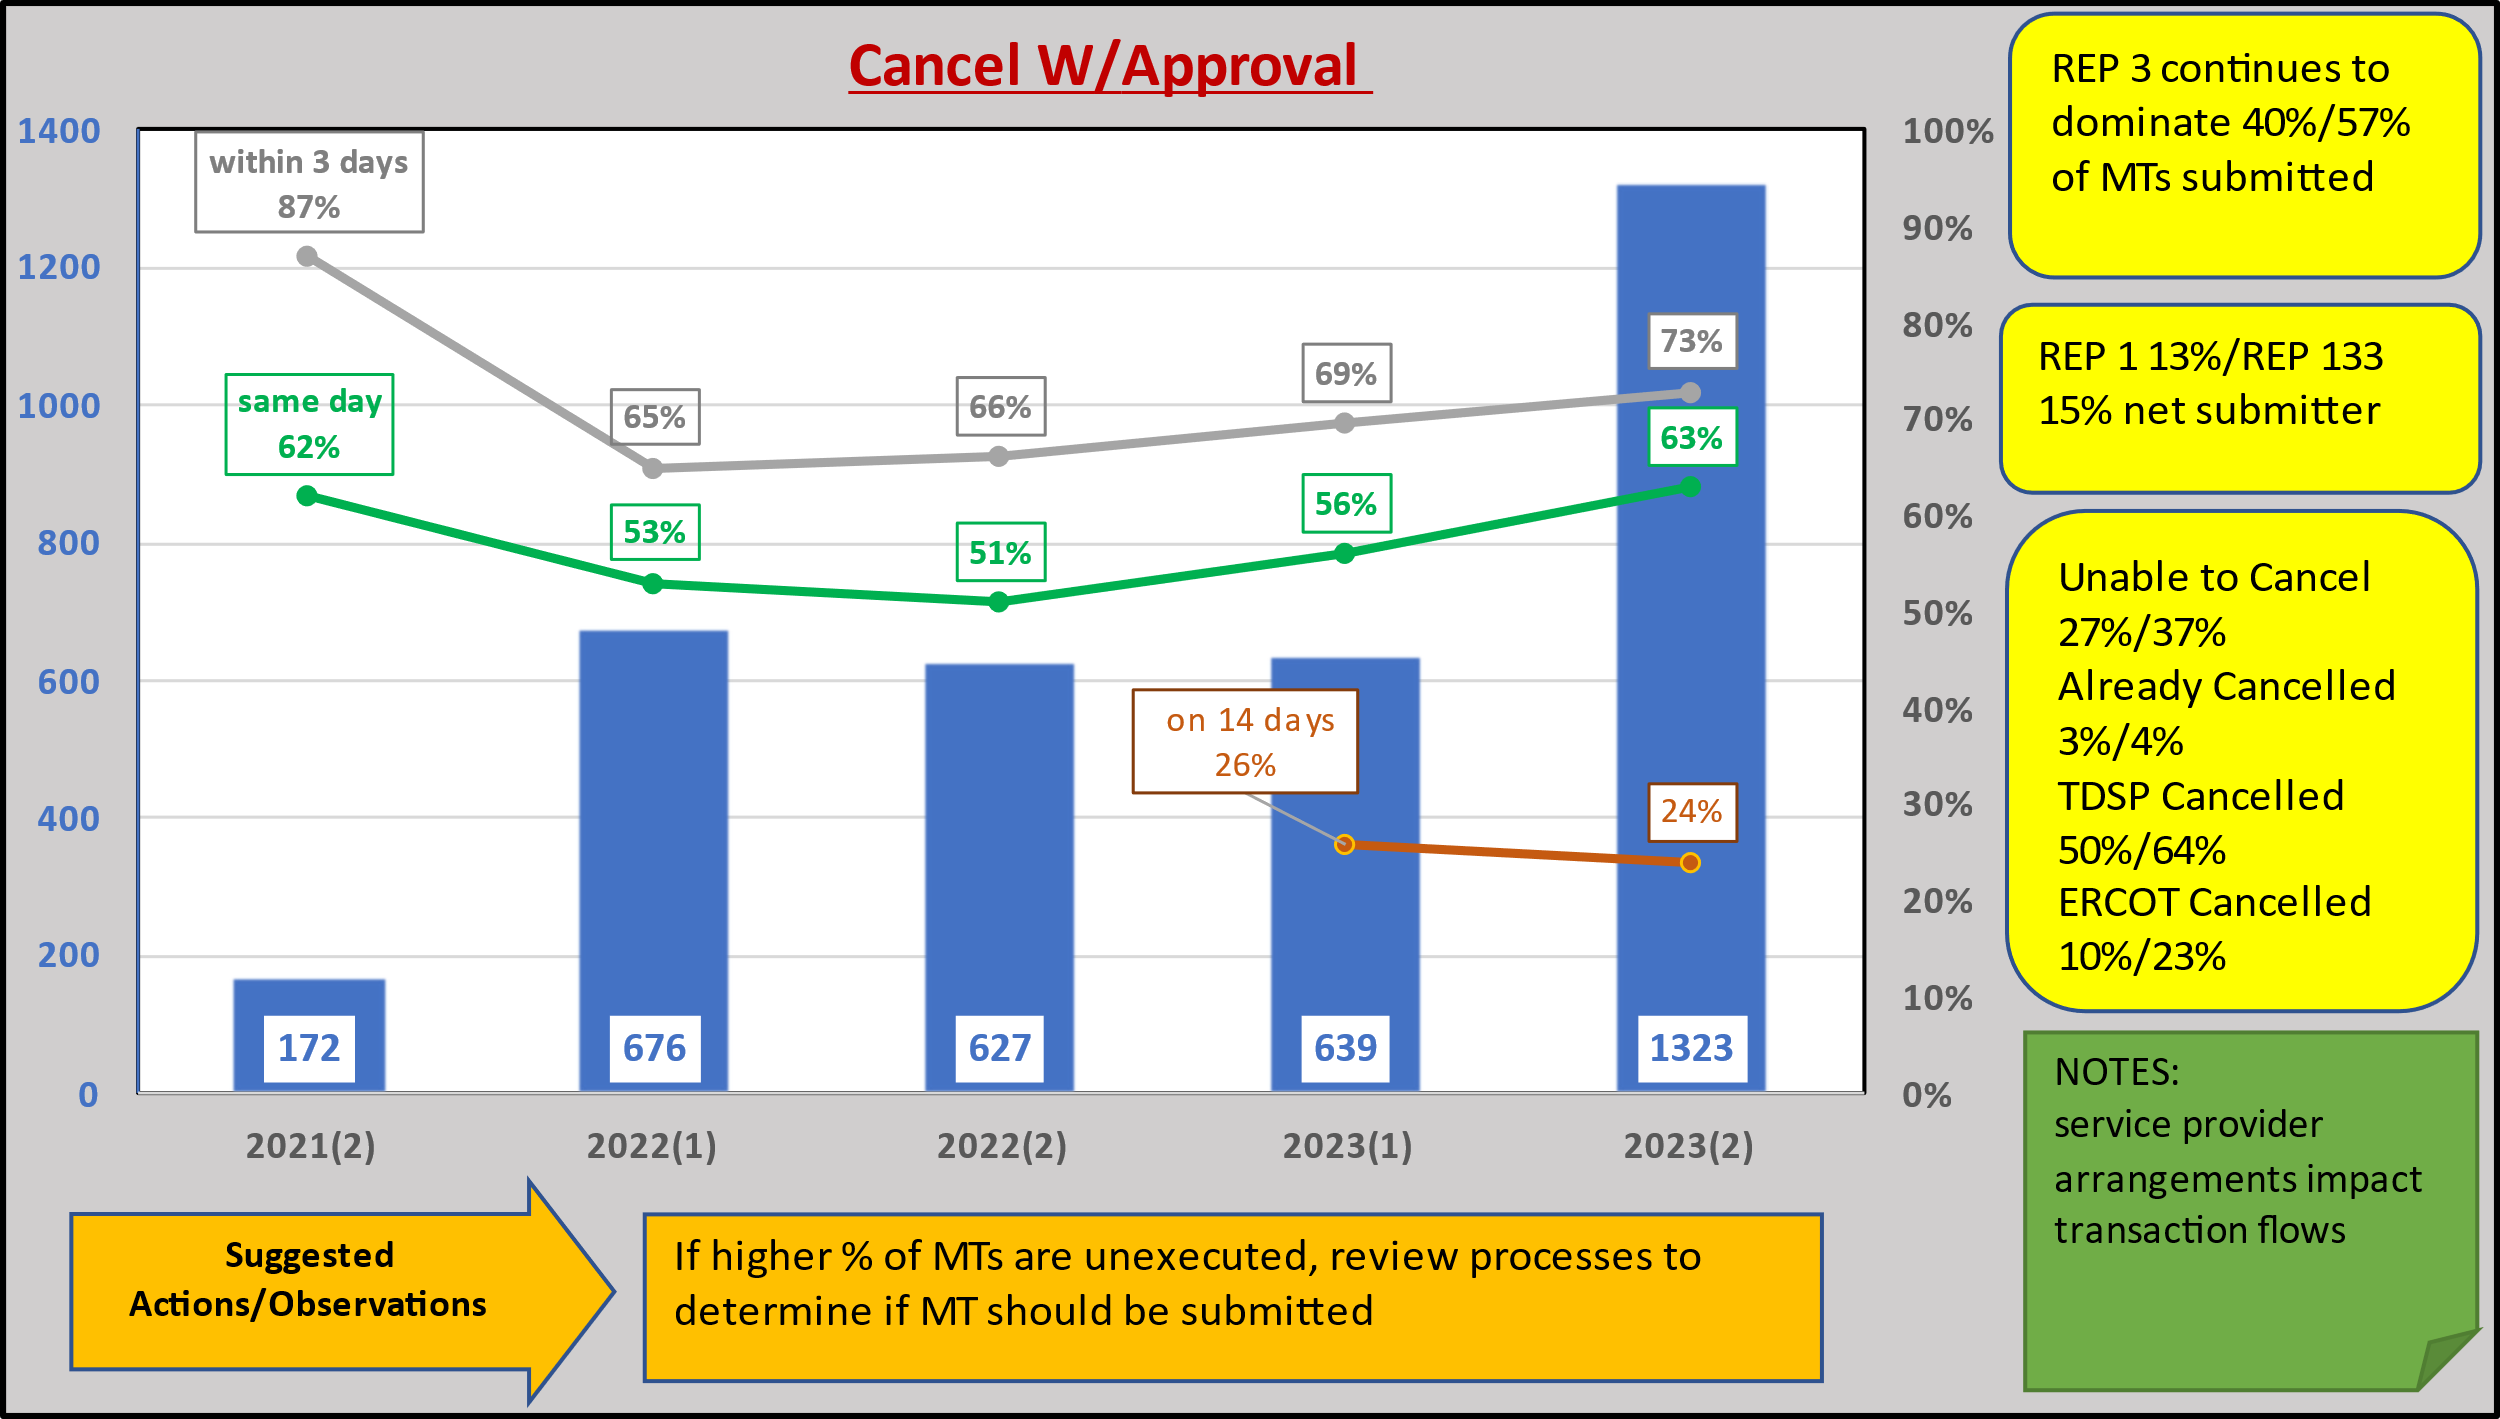 Cancel W/Approval
1400
1200
1000
800
600
400
200
0
100%
90%
80%
70%
60%
50%
40%
30%
20%
10%
0%
within 3 days
87%
65%
66%
69%
73%
same day
62%
53%
51%
56%
63%
on 14 days
26%
24%
172
676
627
639
1323
2021(2)
2022(1)
2022(2)
2023(1)
2023(2)
REP 3 continues to
dominate 40%/57%
of MTs submitted
REP 1 13%/REP 133
15% net submitter
Unable to Cancel
27%/37%
Already Cancelled
3%/4%
TDSP Cancelled
50%/64%
ERCOT Cancelled
10%/23%
NOTES:
service provider
arrangements impact
transaction flows
Suggested
Actions/Observations
If higher % of MTs are unexecuted, review processes to
determine if MT should be submitted